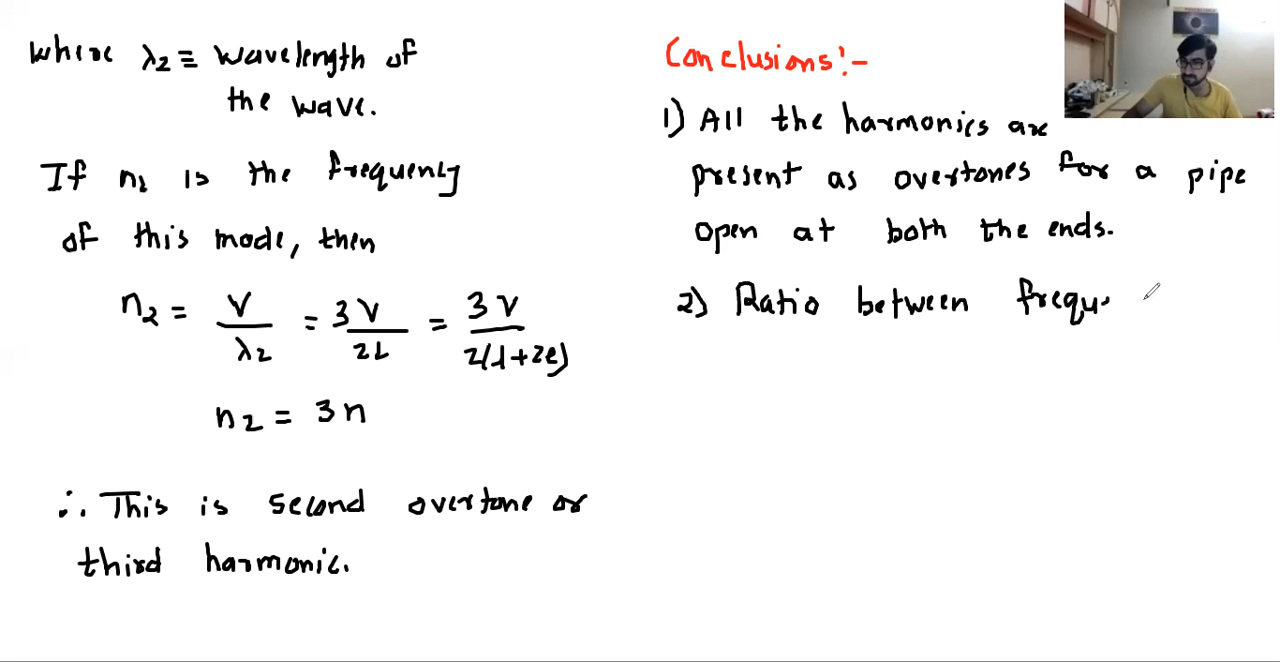 where λ2 ≡ wavelength of
the wave.
If n2 is the frequency
of this mode, then
n2 = V/λ2 = 3V/2L = 3V/2(l+2e)
n2 = 3n
∴ This is second overtone or
third harmonic.
Conclusions:-
1) All the harmonics are
present as overtones for a pipe
open at both the ends.
2) Ratio between frequ